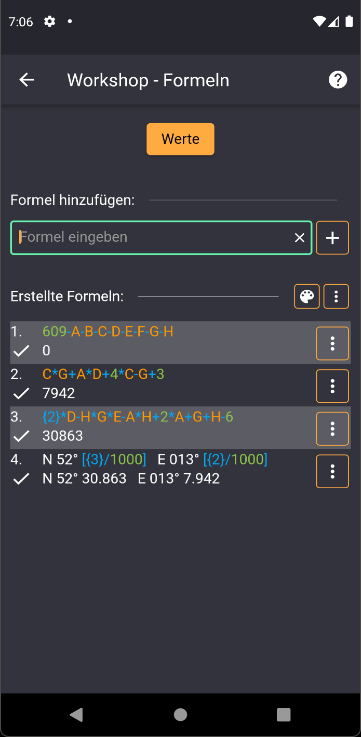 7:06
Workshop - Formeln
Werte
Formel hinzufügen:
Formel eingeben
Erstellte Formeln:
1. 609-A-B-C-D-E-F-G-H
0
2. C*G+A*D+4*C-G+3
7942
3. {2}*D-H*G*E-A*H+2*A+G+H-6
30863
4. N 52° [{3}/1000] E 013° [{2}/1000]
N 52° 30.863 E 013° 7.942